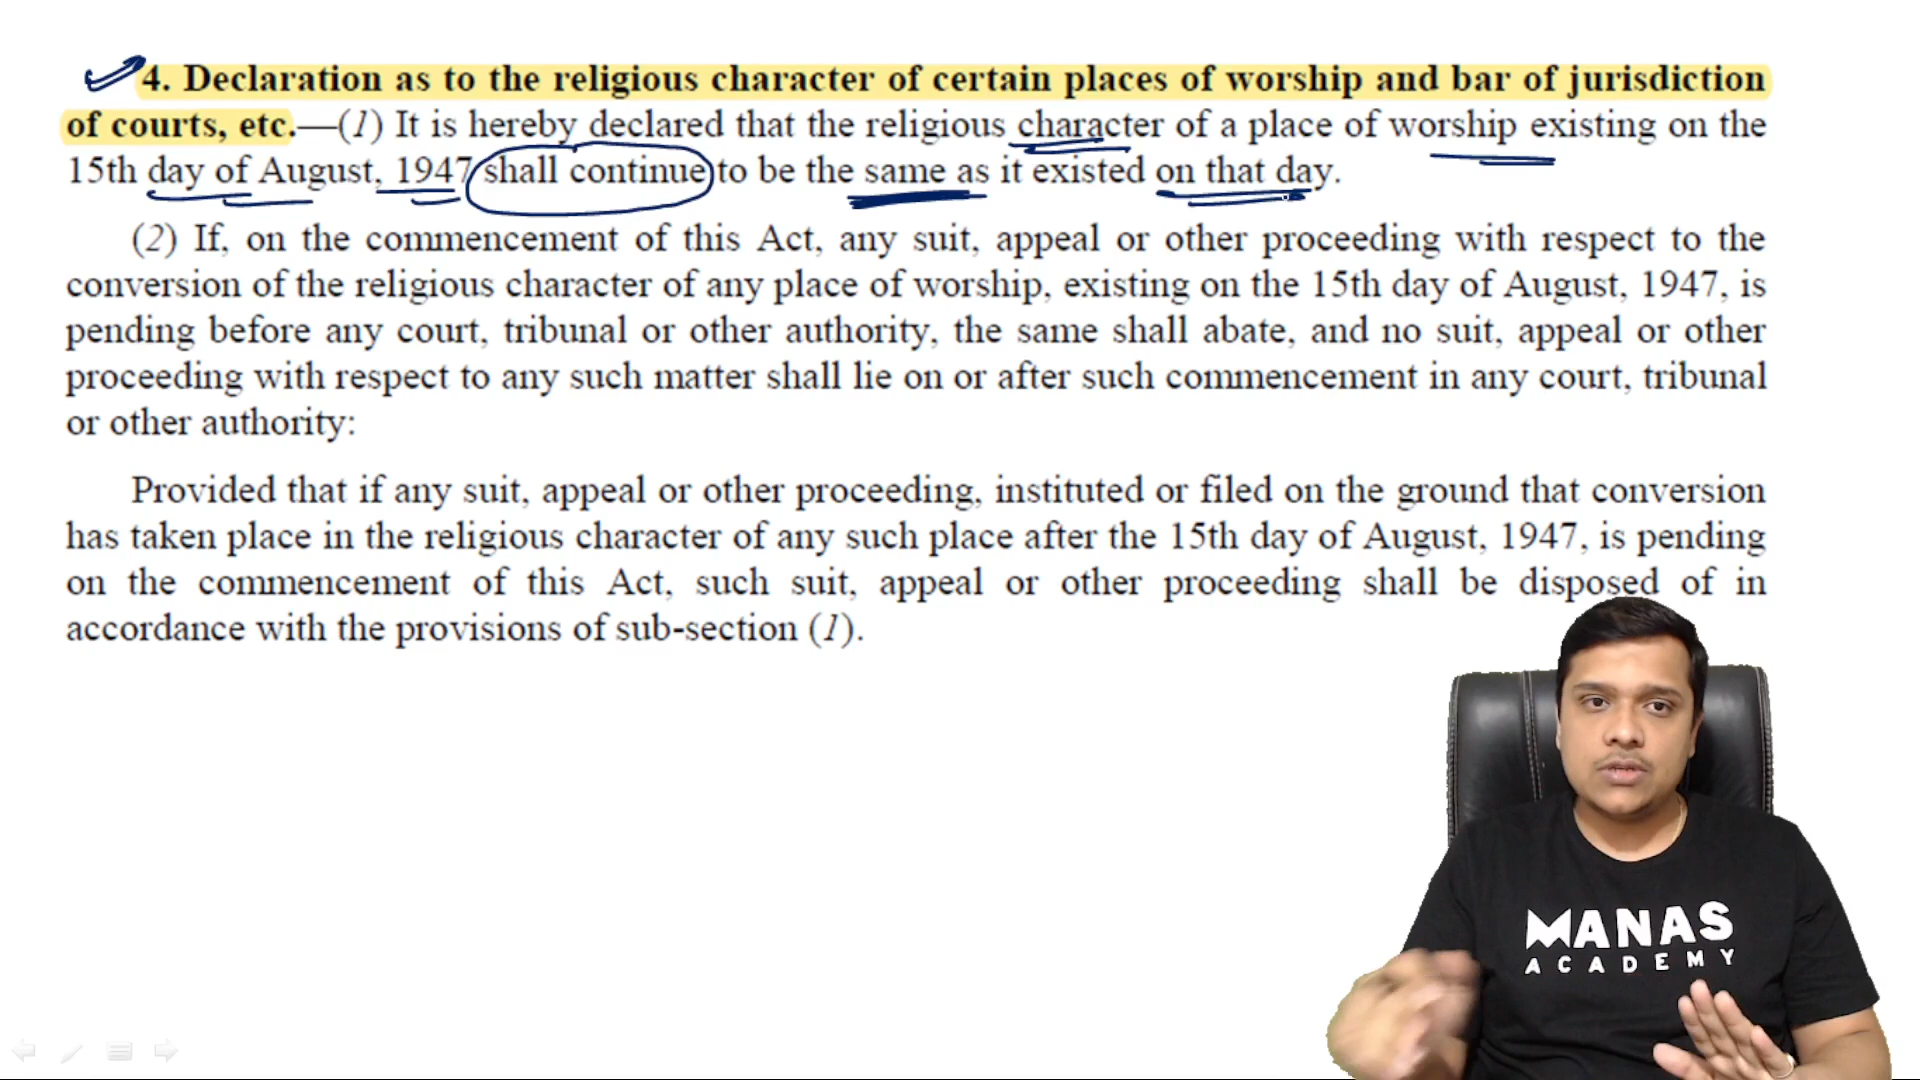 4. Declaration as to the religious character of certain places of worship and bar of jurisdiction
of courts, etc.—(1) It is hereby declared that the religious character of a place of worship existing on the
15th day of August, 1947 shall continue to be the same as it existed on that day.
(2) If, on the commencement of this Act, any suit, appeal or other proceeding with respect to the
conversion of the religious character of any place of worship, existing on the 15th day of August, 1947, is
pending before any court, tribunal or other authority, the same shall abate, and no suit, appeal or other
proceeding with respect to any such matter shall lie on or after such commencement in any court, tribunal
or other authority:
Provided that if any suit, appeal or other proceeding, instituted or filed on the ground that conversion
has taken place in the religious character of any such place after the 15th day of August, 1947, is pending
on the commencement of this Act, such suit, appeal or other proceeding shall be disposed of in
accordance with the provisions of sub-section (1).
MANAS
ACADEMY